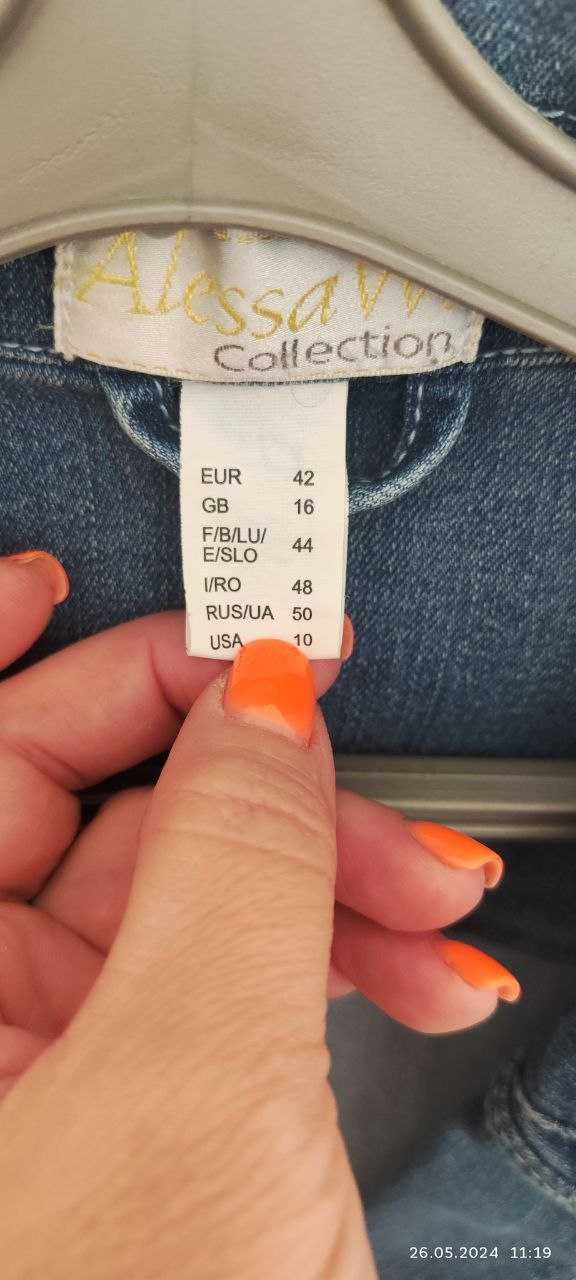 Alessa W.
Collection
EUR 42
GB 16
F/B/LU/
E/SLO 44
I/RO 48
RUS/UA 50
USA 10
26.05.2024 11:19